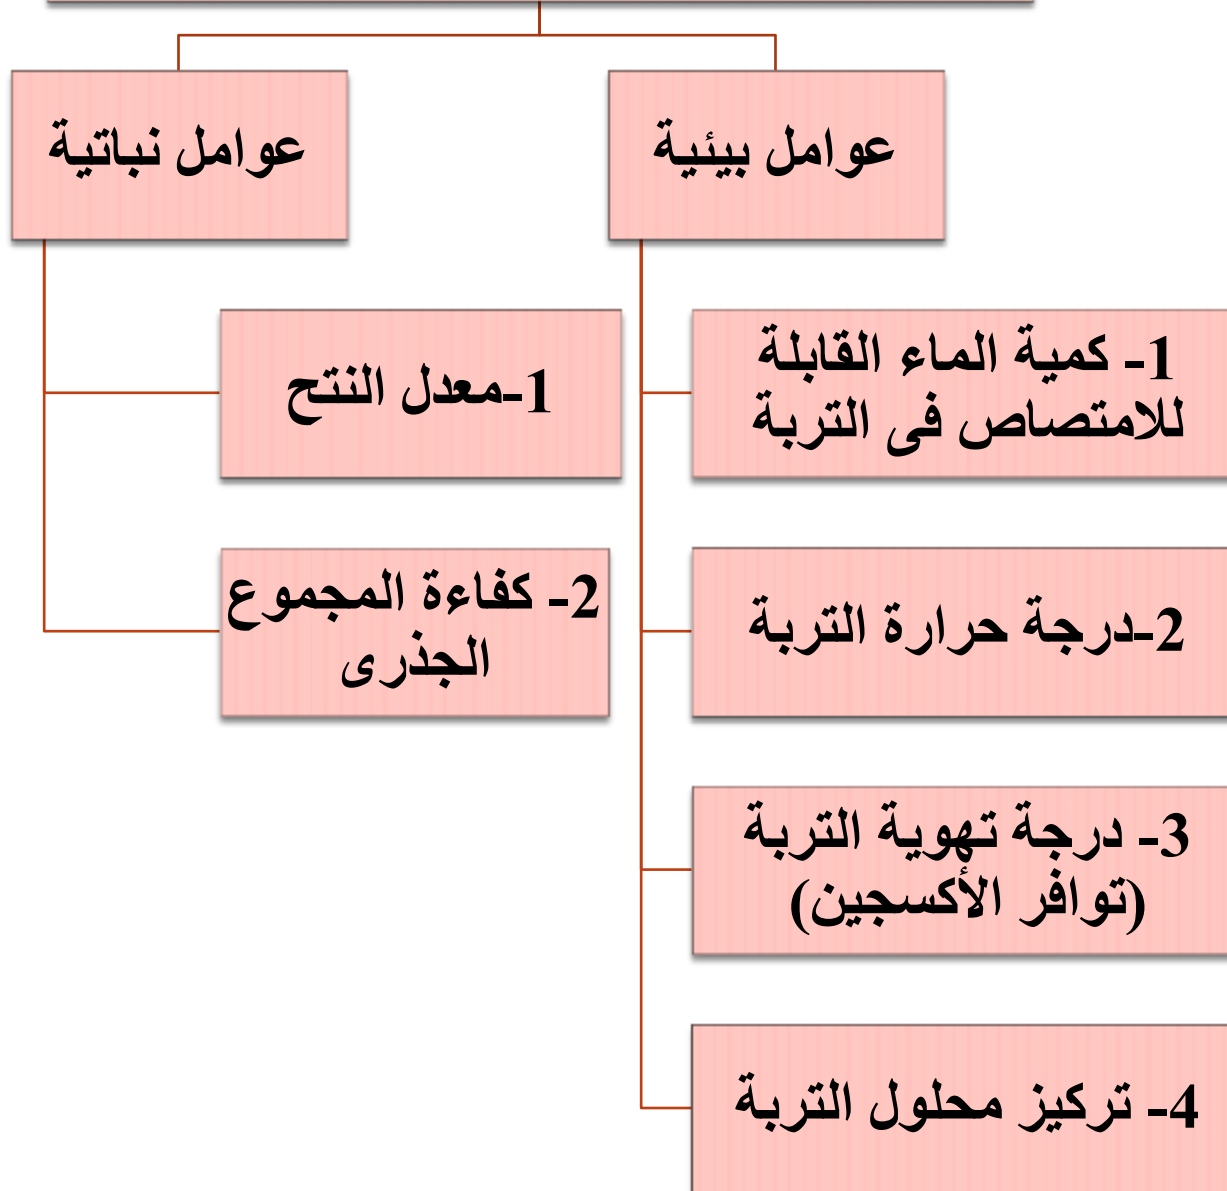 عوامل بيئية
1- كمية الماء القابلة
للامتصاص فى التربة
2-درجة حرارة التربة
3- درجة تهوية التربة
(توافر الأكسجين)
4- تركيز محلول التربة
عوامل نباتية
1-معدل النتح
2- كفاءة المجموع
الجذرى